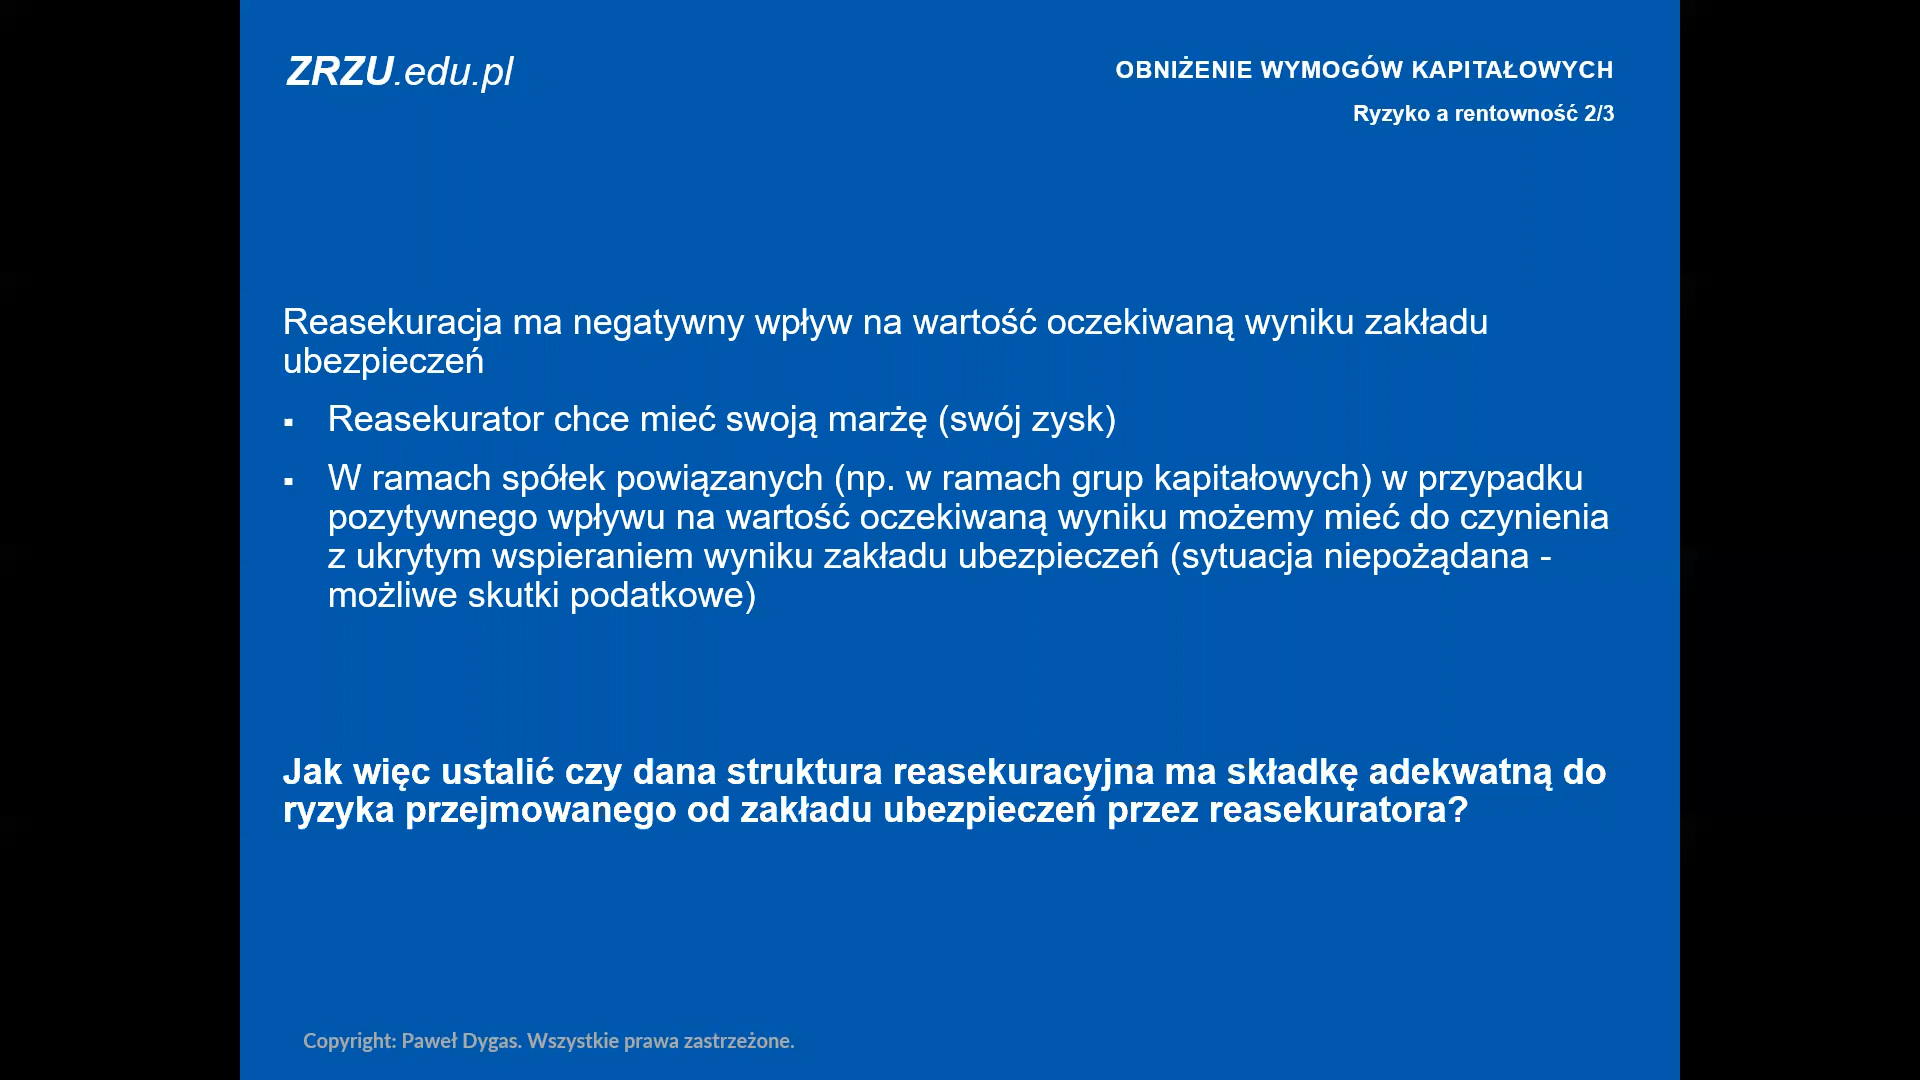 ZRZU.edu.pl
OBNIŻENIE WYMOGÓW KAPITAŁOWYCH
Ryzyko a rentowność 2/3
Reasekuracja ma negatywny wpływ na wartość oczekiwaną wyniku zakładu
ubezpieczeń
▪ Reasekurator chce mieć swoją marżę (swój zysk)
▪ W ramach spółek powiązanych (np. w ramach grup kapitałowych) w przypadku
pozytywnego wpływu na wartość oczekiwaną wyniku możemy mieć do czynienia
z ukrytym wspieraniem wyniku zakładu ubezpieczeń (sytuacja niepożądana -
możliwe skutki podatkowe)
Jak więc ustalić czy dana struktura reasekuracyjna ma składkę adekwatną do
ryzyka przejmowanego od zakładu ubezpieczeń przez reasekuratora?
Copyright: Paweł Dygas. Wszystkie prawa zastrzeżone.